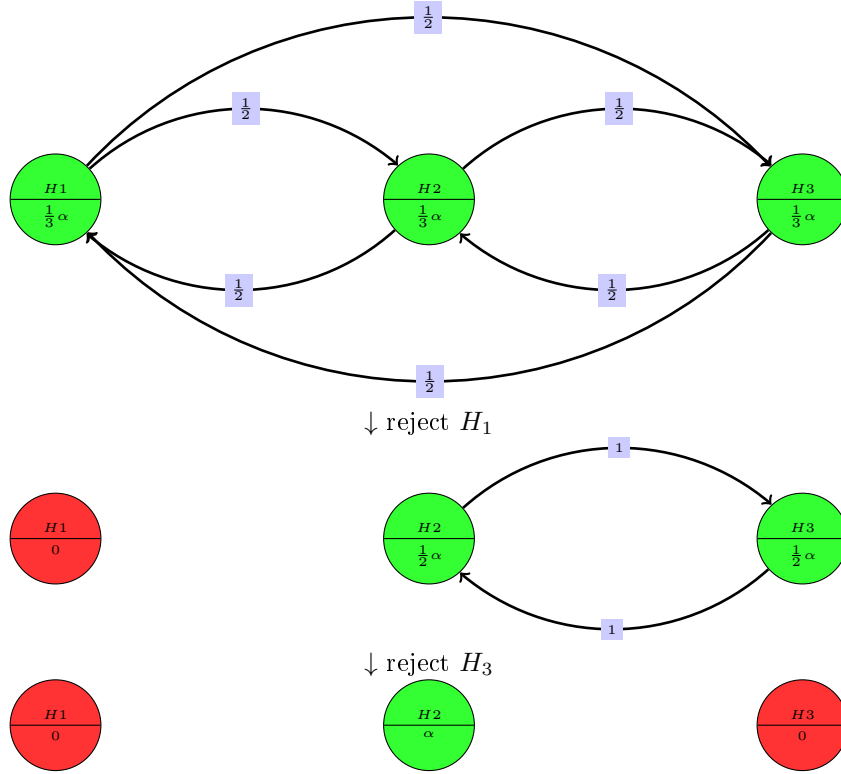 1/2
1/2 1/2
H1 H2 H3
1/3 α 1/3 α 1/3 α
1/2 1/2
1/2
↓ reject H₁
1
H1 H2 H3
0 1/2 α 1/2 α
1
↓ reject H₃
H1 H2 H3
0 α 0